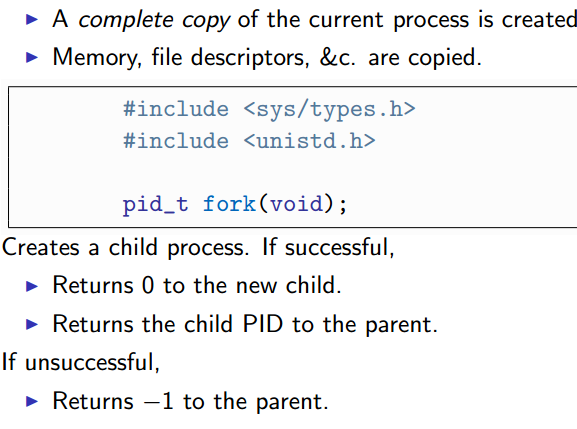 ▶ A complete copy of the current process is created
▶ Memory, file descriptors, &c. are copied.
#include <sys/types.h>
#include <unistd.h>
pid_t fork(void);
Creates a child process. If successful,
▶ Returns 0 to the new child.
▶ Returns the child PID to the parent.
If unsuccessful,
▶ Returns −1 to the parent.